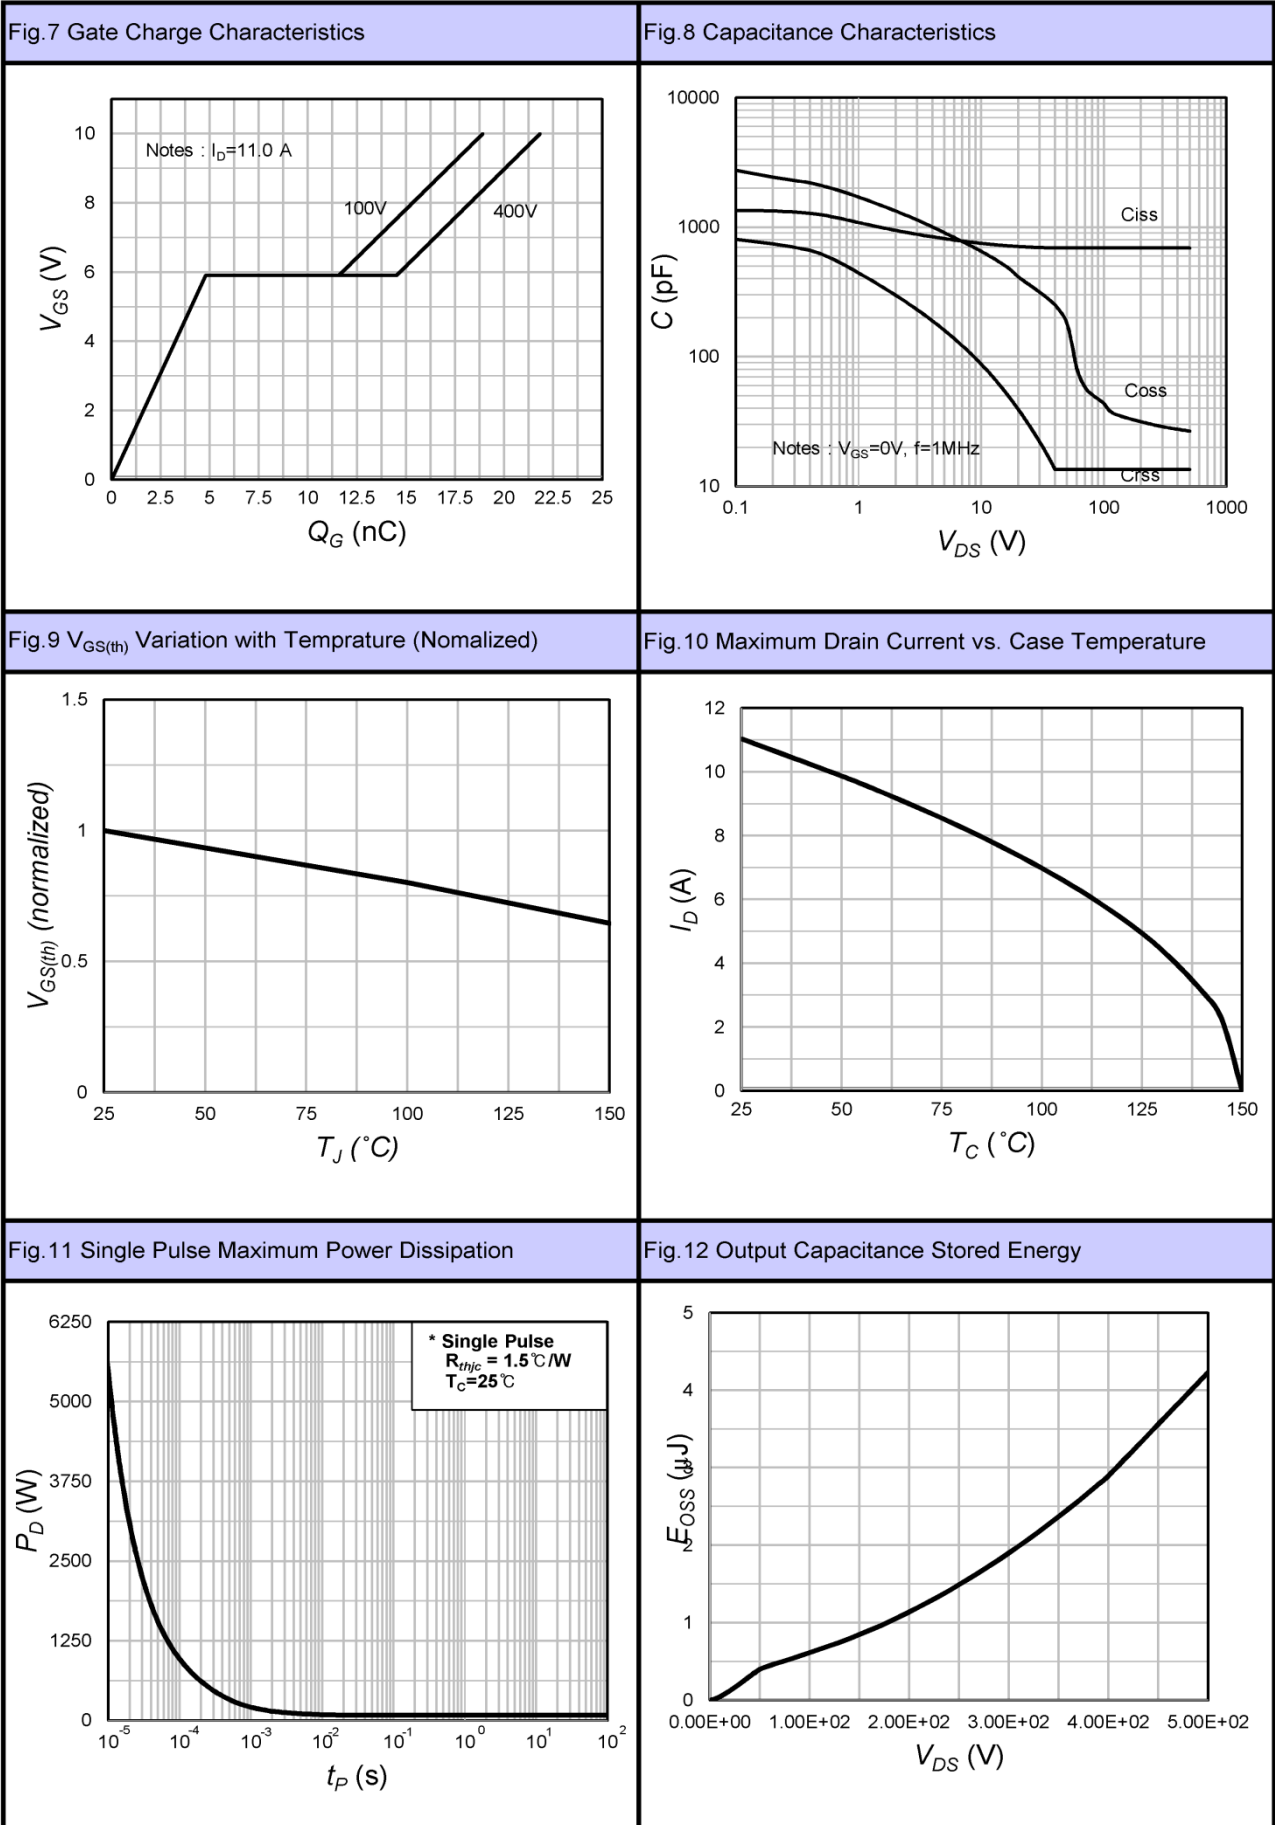 Fig.7 Gate Charge Characteristics
Notes : ID=11.0 A
100V
400V
VGS (V)
10
8
6
4
2
0
0 2.5 5 7.5 10 12.5 15 17.5 20 22.5 25
QG (nC)
Fig.8 Capacitance Characteristics
C (pF)
10000
1000
100
10
Ciss
Coss
Crss
Notes : VGS=0V, f=1MHz
0.1 1 10 100 1000
VDS (V)
Fig.9 VGS(th) Variation with Temprature (Nomalized)
VGS(th) (normalized)
1.5
1
0.5
0
25 50 75 100 125 150
TJ (˚C)
Fig.10 Maximum Drain Current vs. Case Temperature
ID (A)
12
10
8
6
4
2
0
25 50 75 100 125 150
TC (˚C)
Fig.11 Single Pulse Maximum Power Dissipation
* Single Pulse
Rthjc = 1.5℃/W
TC=25℃
PD (W)
6250
5000
3750
2500
1250
0
10-5 10-4 10-3 10-2 10-1 100 101 102
tP (s)
Fig.12 Output Capacitance Stored Energy
EOSS (µJ)
5
4
3
2
1
0
0.00E+00 1.00E+02 2.00E+02 3.00E+02 4.00E+02 5.00E+02
VDS (V)